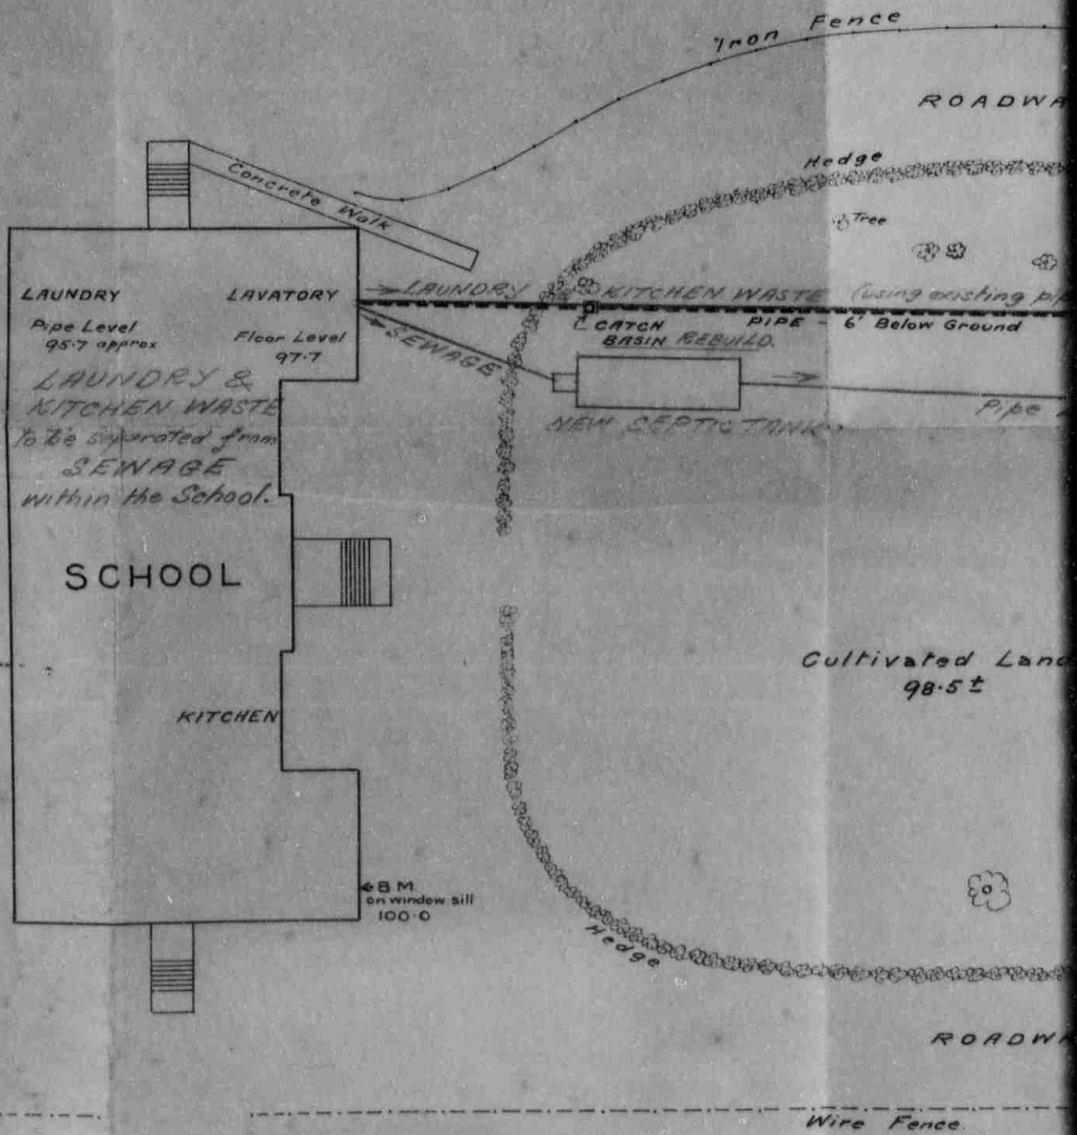 Iron Fence
ROADWA
Hedge
Concrete Walk
Tree
LAUNDRY
LAVATORY
LAUNDRY KITCHEN WASTE (using existing pip
Pipe Level
95.7 approx
Floor Level
97.7
CATCH
BASIN REBUILD.
PIPE - 6' Below Ground
SEWAGE
LAUNDRY &
KITCHEN WASTE
to be separated from
SEWAGE
within the School.
NEW SEPTIC TANK
Pipe
SCHOOL
Cultivated Land
98.5 ±
KITCHEN
B.M.
on window sill
100.0
Hedge
ROADWA
Wire Fence.